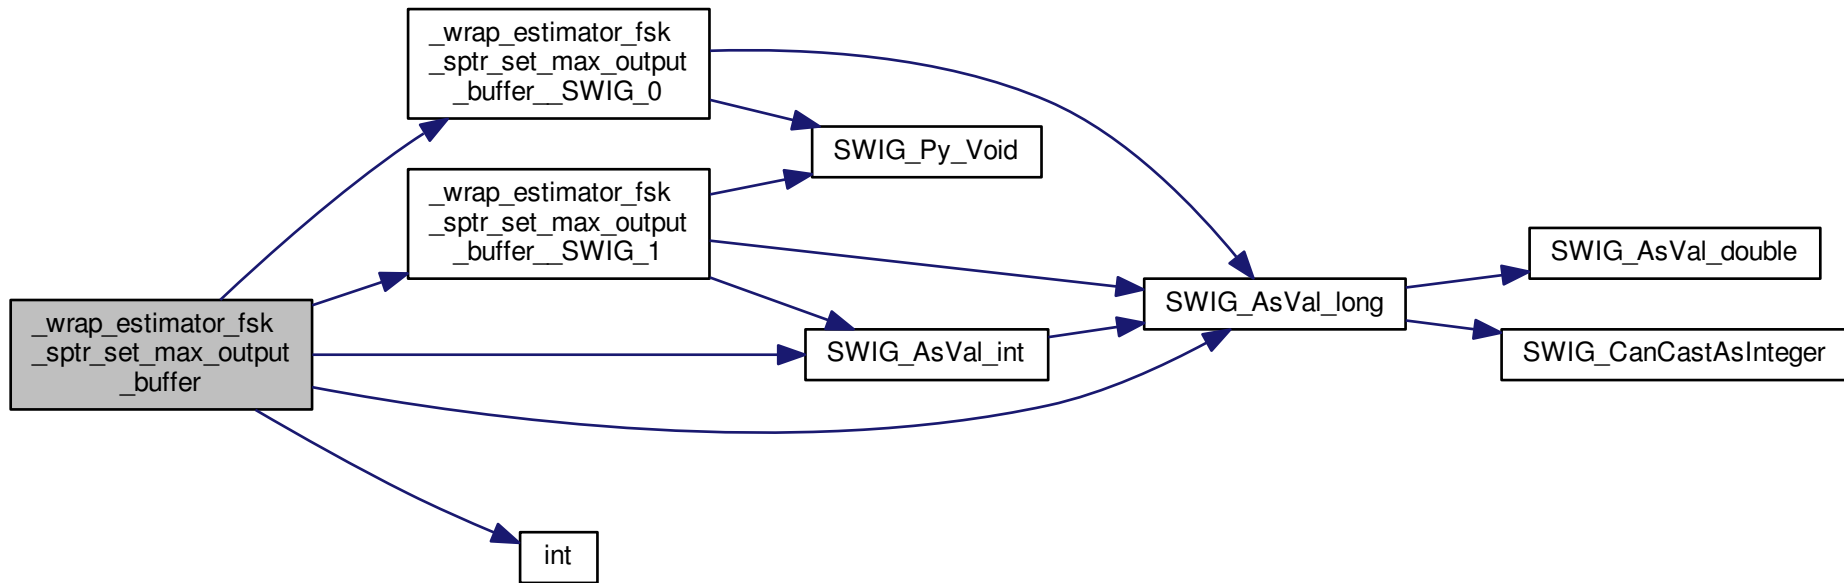 _wrap_estimator_fsk
_sptr_set_max_output
_buffer__SWIG_0
SWIG_Py_Void
_wrap_estimator_fsk
_sptr_set_max_output
_buffer__SWIG_1
SWIG_AsVal_double
SWIG_AsVal_long
_wrap_estimator_fsk
_sptr_set_max_output
_buffer
SWIG_AsVal_int
SWIG_CanCastAsInteger
int